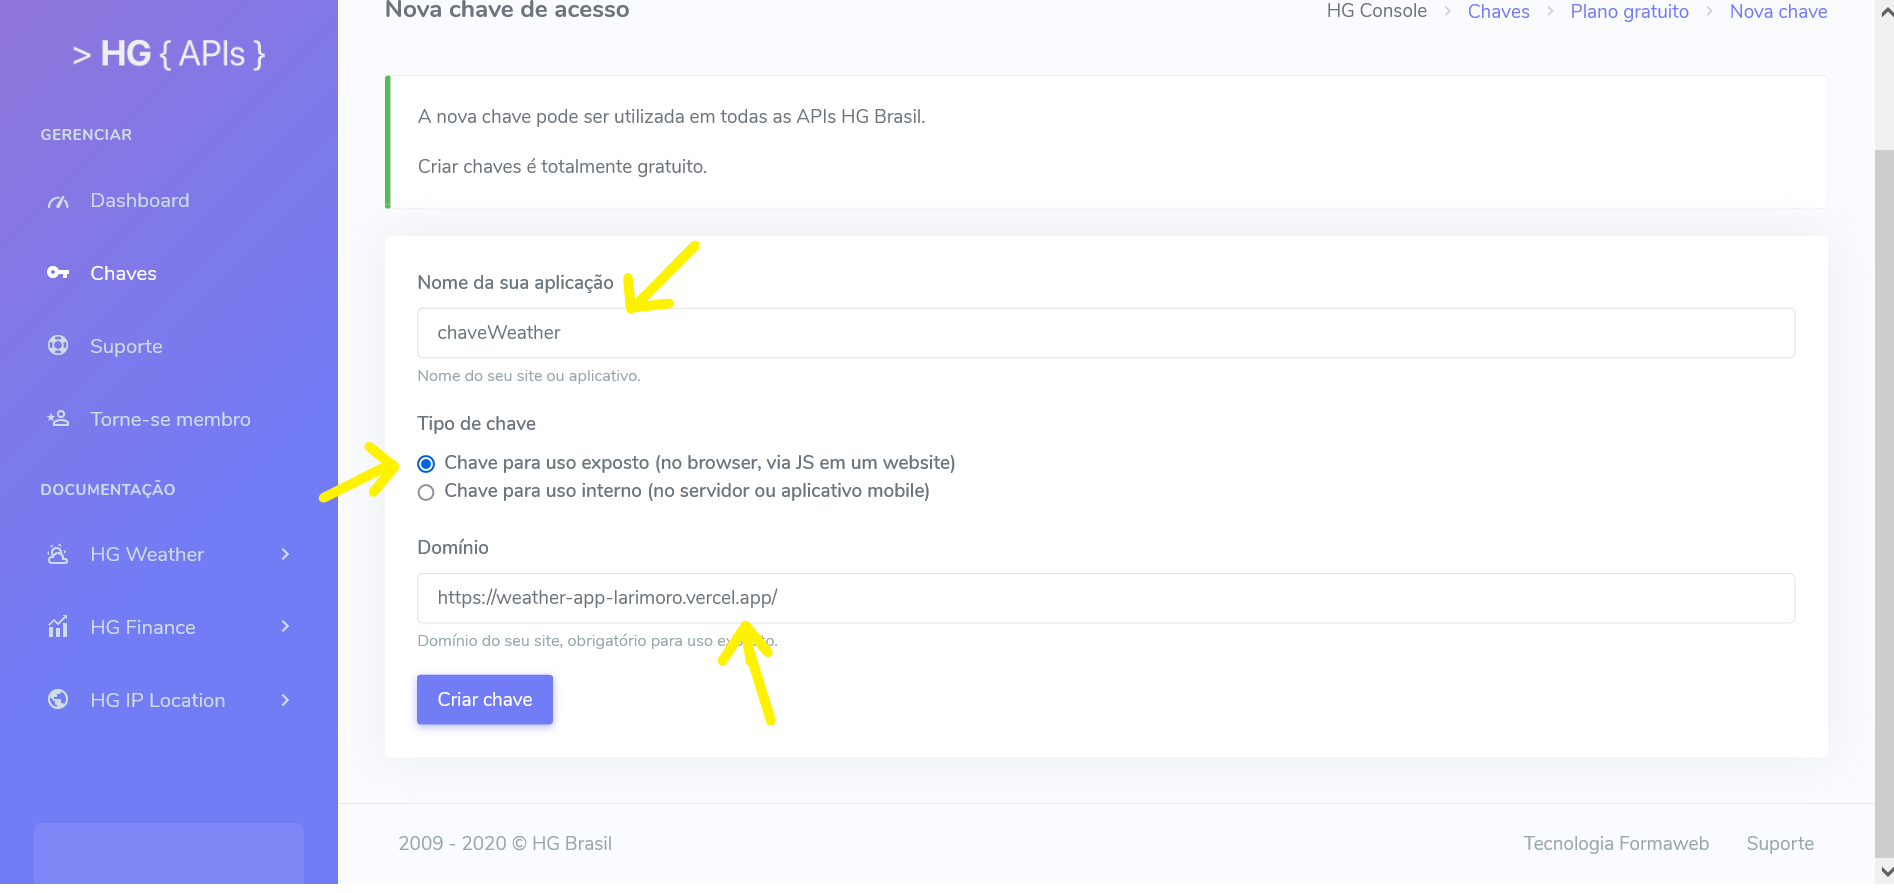 > HG { APIs }
GERENCIAR
Dashboard
Chaves
Suporte
Torne-se membro
DOCUMENTAÇÃO
HG Weather
HG Finance
HG IP Location
Nova chave de acesso
HG Console > Chaves > Plano gratuito > Nova chave
A nova chave pode ser utilizada em todas as APIs HG Brasil.
Criar chaves é totalmente gratuito.
Nome da sua aplicação
chaveWeather
Nome do seu site ou aplicativo.
Tipo de chave
Chave para uso exposto (no browser, via JS em um website)
Chave para uso interno (no servidor ou aplicativo mobile)
Domínio
https://weather-app-larimoro.vercel.app/
Domínio do seu site, obrigatório para uso exposto.
Criar chave
2009 - 2020 © HG Brasil
Tecnologia Formaweb Suporte